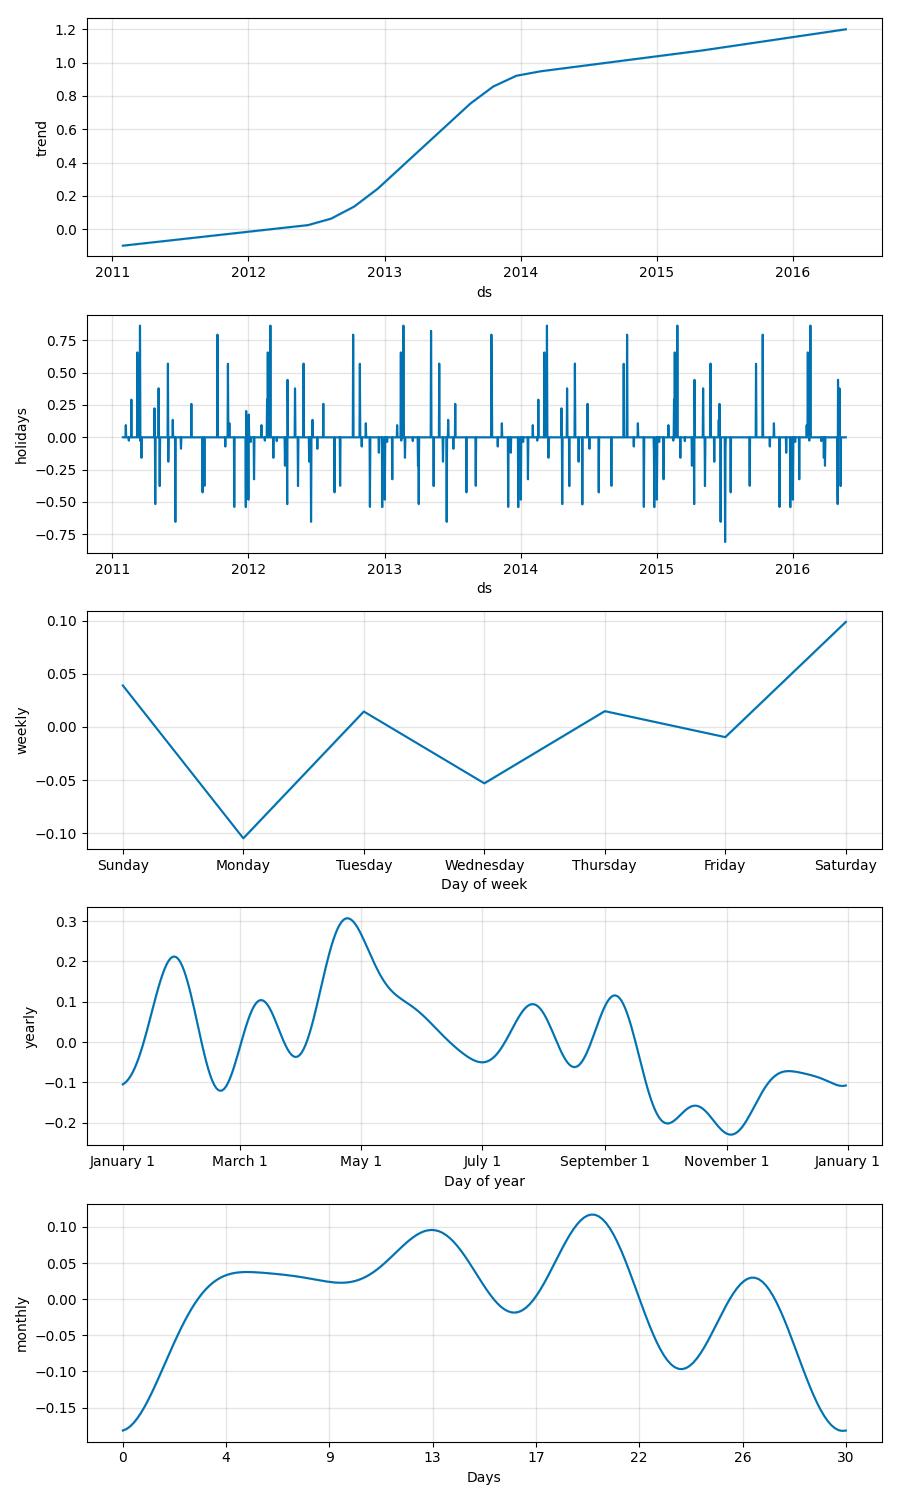 1.2
1.0
0.8
0.6
0.4
0.2
0.0
trend
2011 2012 2013 2014 2015 2016
ds
0.75
0.50
0.25
0.00
−0.25
−0.50
−0.75
holidays
2011 2012 2013 2014 2015 2016
ds
0.10
0.05
0.00
−0.05
−0.10
weekly
Sunday Monday Tuesday Wednesday Thursday Friday Saturday
Day of week
0.3
0.2
0.1
0.0
−0.1
−0.2
yearly
January 1 March 1 May 1 July 1 September 1 November 1 January 1
Day of year
0.10
0.05
0.00
−0.05
−0.10
−0.15
monthly
0 4 9 13 17 22 26 30
Days